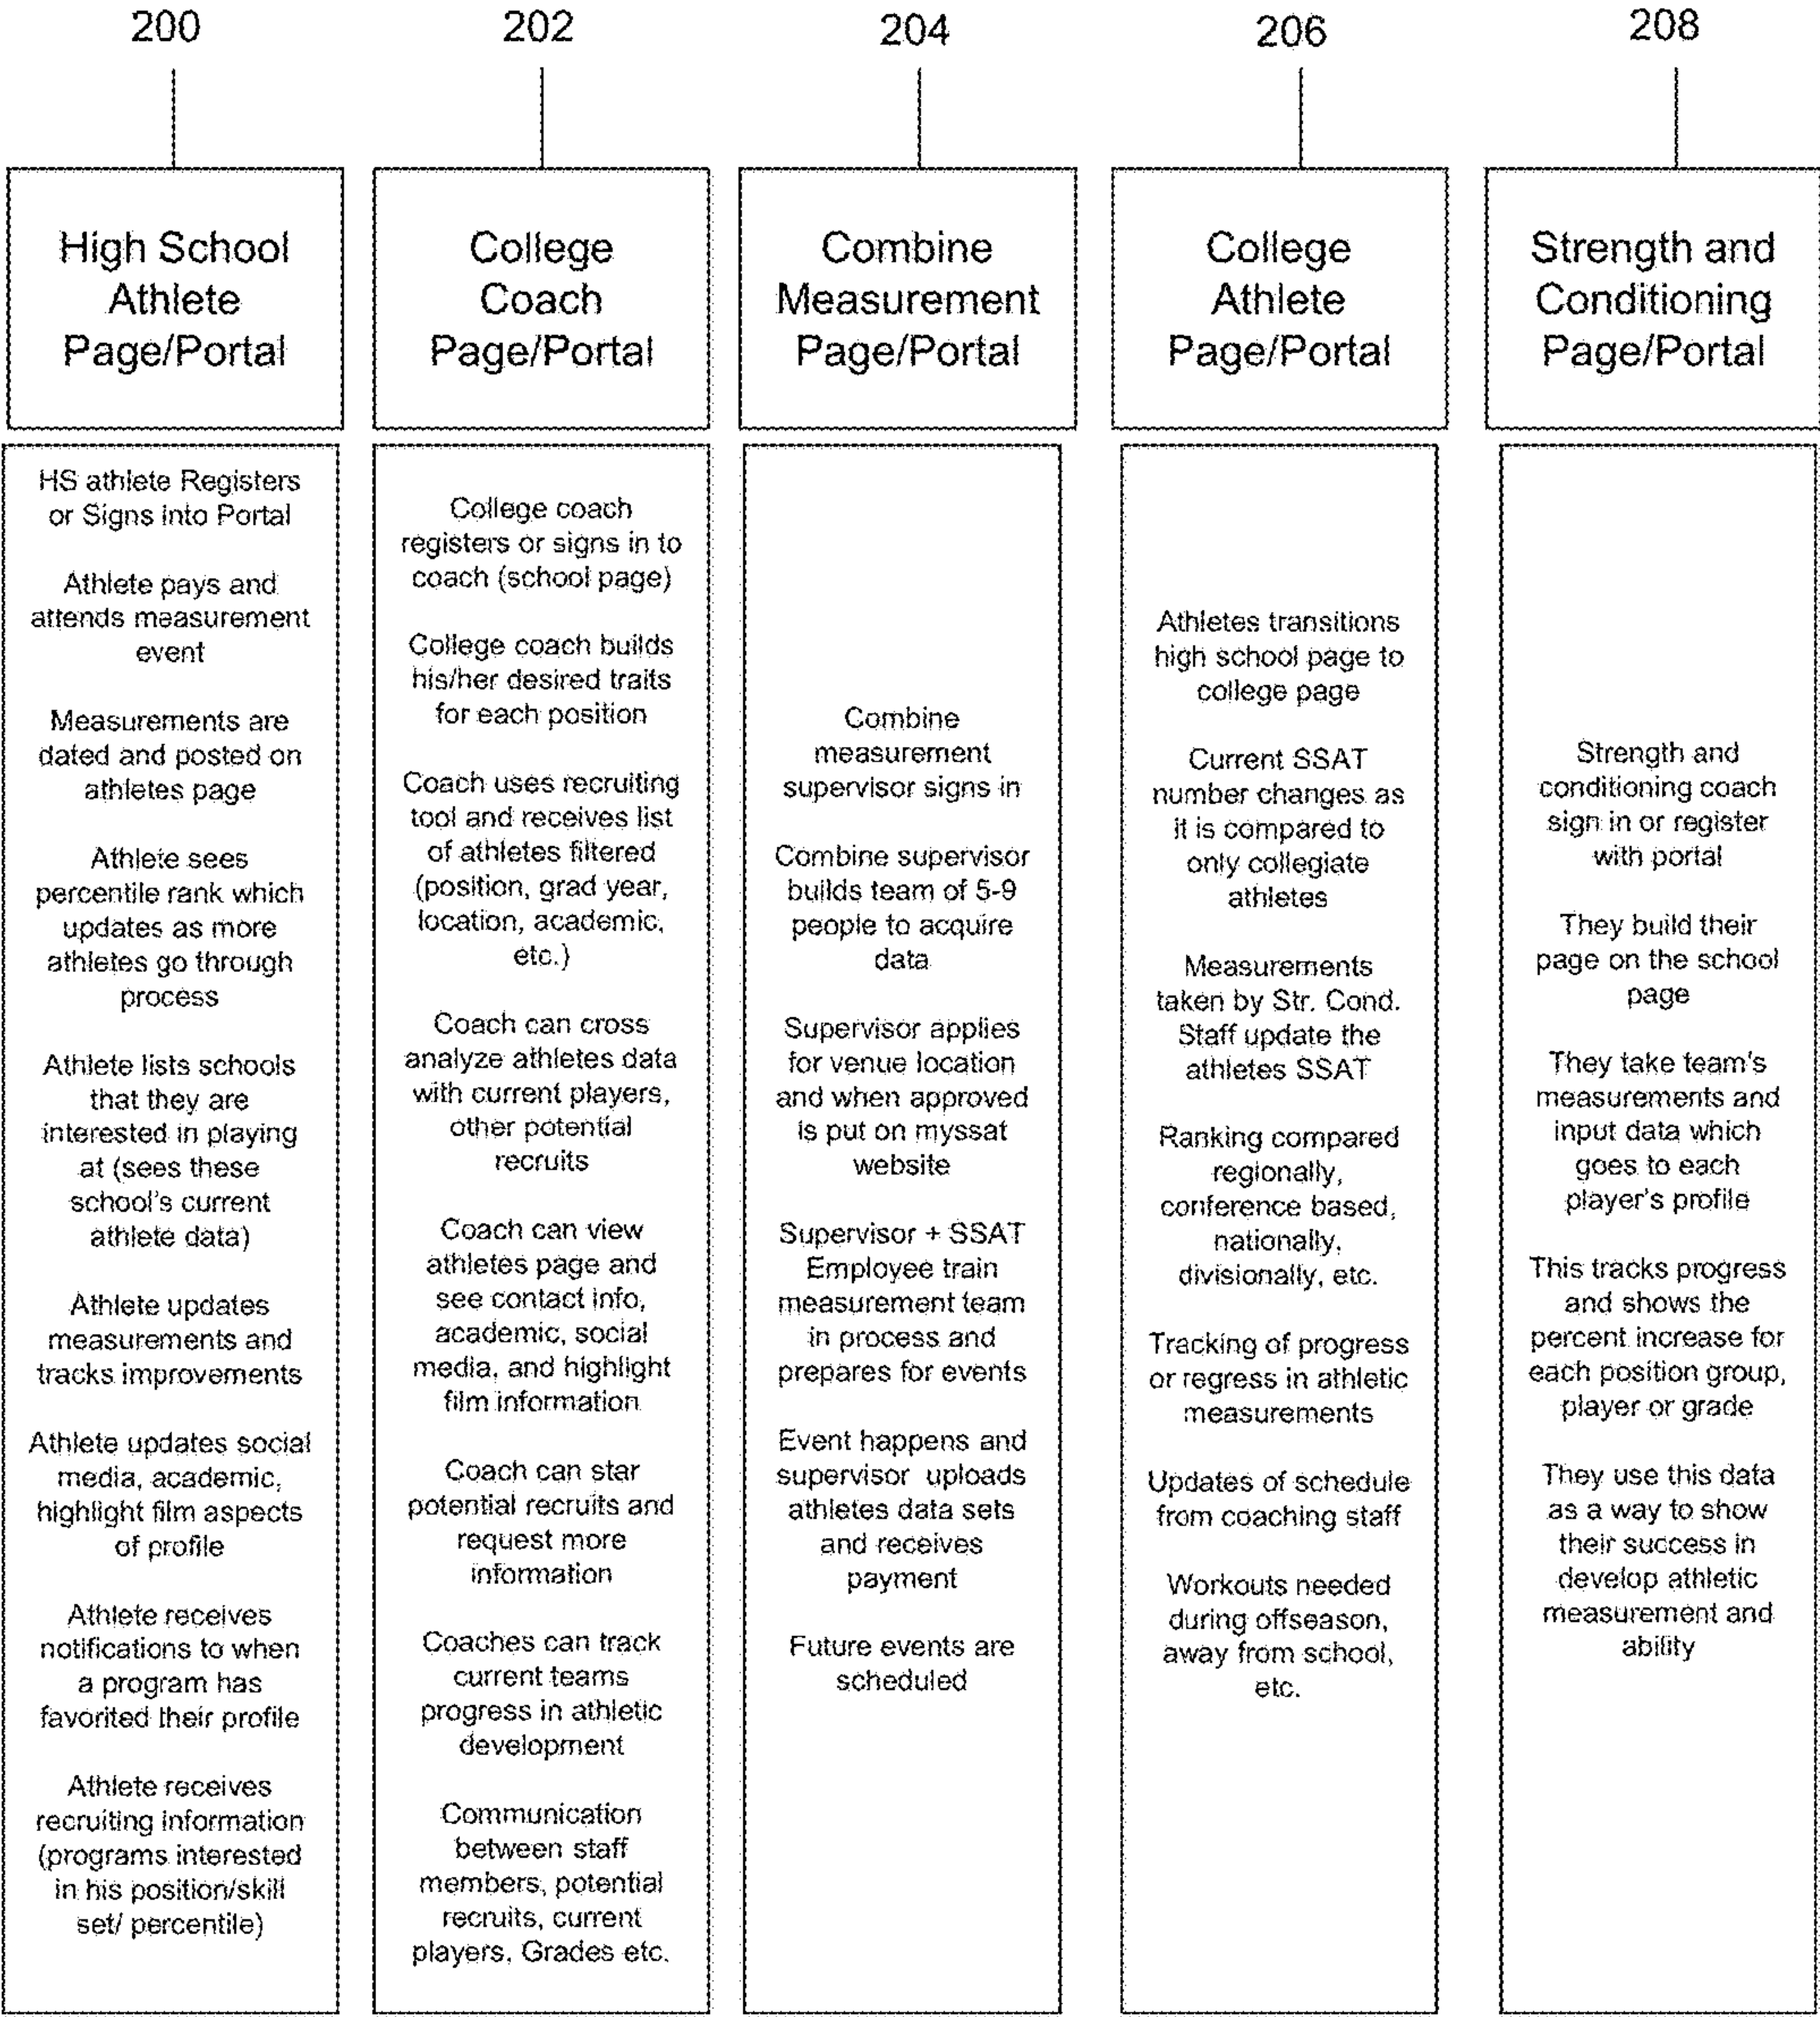 200
202
204
206
208
High School
Athlete
Page/Portal
College
Coach
Page/Portal
Combine
Measurement
Page/Portal
College
Athlete
Page/Portal
Strength and
Conditioning
Page/Portal
HS athlete Registers
or Signs into Portal
Athlete pays and
attends measurement
event
Measurements are
dated and posted on
athletes page
Athlete sees
percentile rank which
updates as more
athletes go through
process
Athlete lists schools
that they are
interested in playing
at (sees these
school's current
athlete data)
Athlete updates
measurements and
tracks improvements
Athlete updates social
media, academic,
highlight film aspects
of profile
Athlete receives
notifications to when
a program has
favorited their profile
Athlete receives
recruiting information
(programs interested
in his position/skill
set/ percentile)
College coach
registers or signs in to
coach (school page)
College coach builds
his/her desired traits
for each position
Coach uses recruiting
tool and receives list
of athletes filtered
(position, grad year,
location, academic,
etc.)
Coach can cross
analyze athletes data
with current players,
other potential
recruits
Coach can view
athletes page and
see contact info,
academic, social
media, and highlight
film information
Coach can star
potential recruits and
request more
information
Coaches can track
current teams
progress in athletic
development
Communication
between staff
members, potential
recruits, current
players, Grades etc.
Combine
measurement
supervisor signs in
Combine supervisor
builds team of 5-9
people to acquire
data
Supervisor applies
for venue location
and when approved
is put on myssat
website
Supervisor + SSAT
Employee train
measurement team
in process and
prepares for events
Event happens and
supervisor uploads
athletes data sets
and receives
payment
Future events are
scheduled
Athletes transitions
high school page to
college page
Current SSAT
number changes as
it is compared to
only collegiate
athletes
Measurements
taken by Str. Cond.
Staff update the
athletes SSAT
Ranking compared
regionally,
conference based,
nationally,
divisionally, etc.
Tracking of progress
or regress in athletic
measurements
Updates of schedule
from coaching staff
Workouts needed
during offseason,
away from school,
etc.
Strength and
conditioning coach
sign in or register
with portal
They build their
page on the school
page
They take team's
measurements and
input data which
goes to each
player's profile
This tracks progress
and shows the
percent increase for
each position group,
player or grade
They use this data
as a way to show
their success in
develop athletic
measurement and
ability